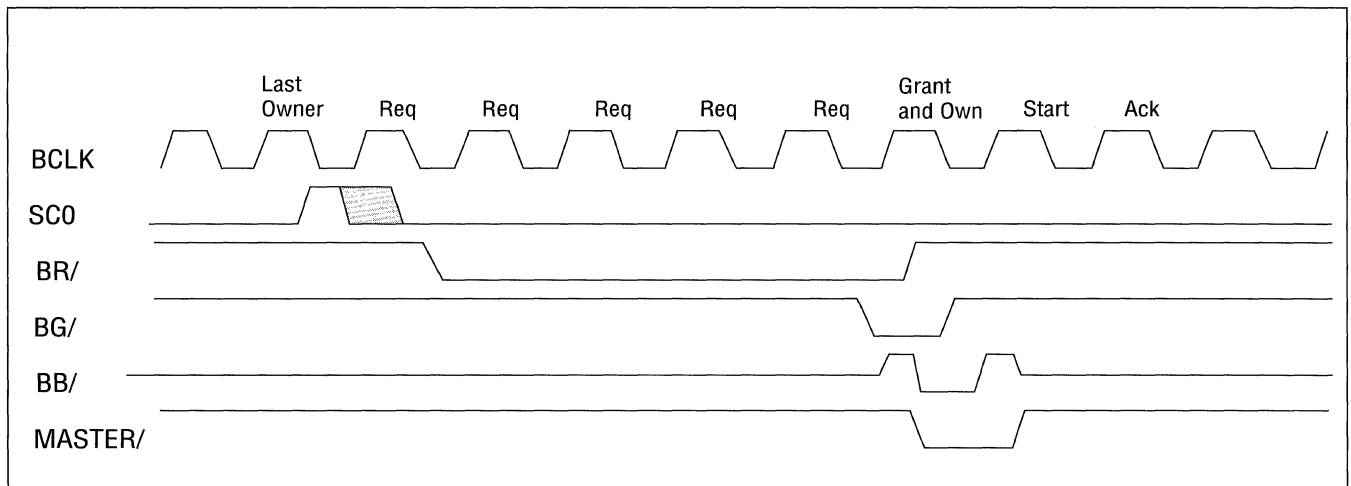 Last
Owner
Req
Req
Req
Req
Req
Grant
and Own
Start
Ack
BCLK
SC0
BR/
BG/
BB/
MASTER/